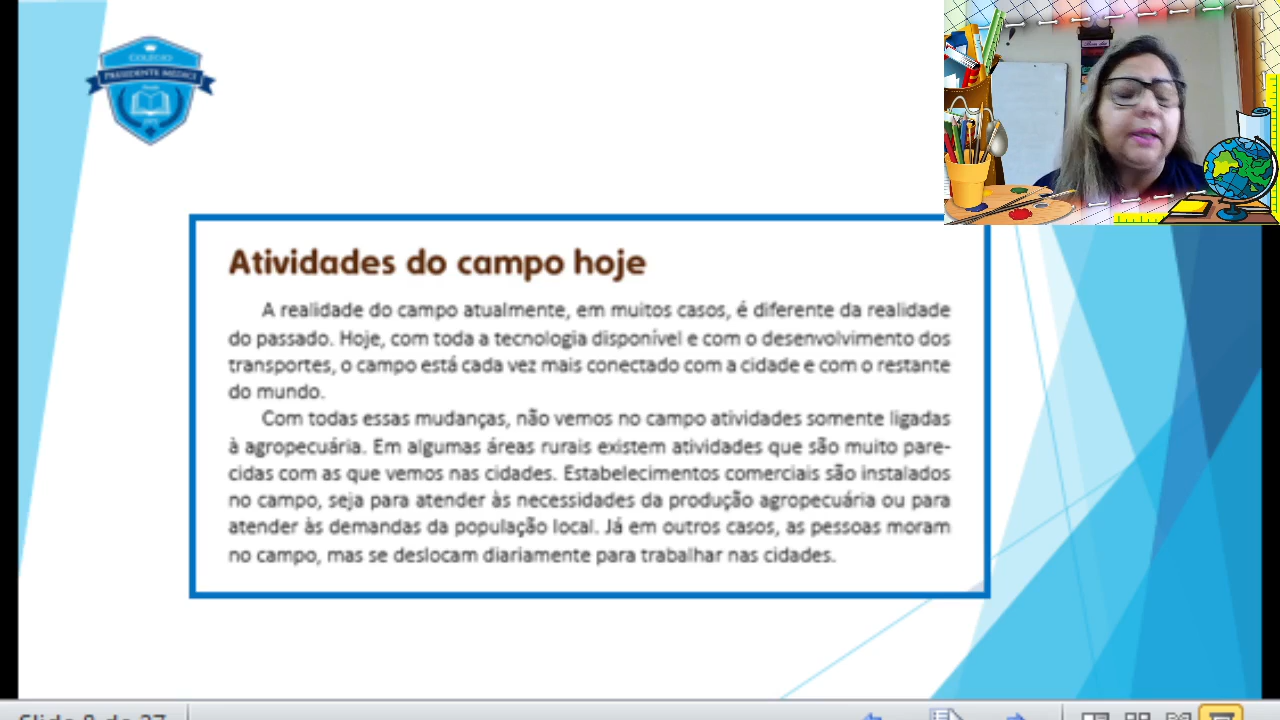 COLÉGIO
PRESIDENTE MÉDICI
Atividades do campo hoje
A realidade do campo atualmente, em muitos casos, é diferente da realidade
do passado. Hoje, com toda a tecnologia disponível e com o desenvolvimento dos
transportes, o campo está cada vez mais conectado com a cidade e com o restante
do mundo.
Com todas essas mudanças, não vemos no campo atividades somente ligadas
à agropecuária. Em algumas áreas rurais existem atividades que são muito pare-
cidas com as que vemos nas cidades. Estabelecimentos comerciais são instalados
no campo, seja para atender às necessidades da produção agropecuária ou para
atender às demandas da população local. Já em outros casos, as pessoas moram
no campo, mas se deslocam diariamente para trabalhar nas cidades.